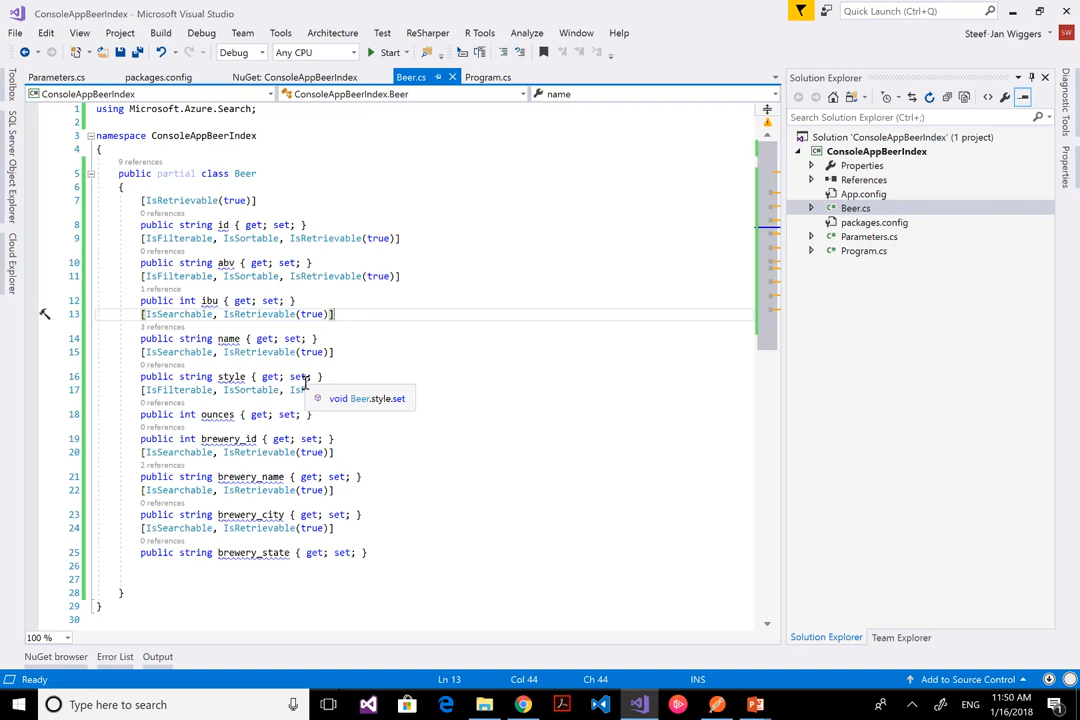 ConsoleAppBeerIndex - Microsoft Visual Studio
Quick Launch (Ctrl+Q)
File Edit View Project Build Debug Team Tools Architecture Test ReSharper R Tools Analyze Window Help
Steef-Jan Wiggers SW
Debug Any CPU Start
Parameters.cs packages.config NuGet: ConsoleAppBeerIndex Beer.cs Program.cs
ConsoleAppBeerIndex ConsoleAppBeerIndex.Beer name
Toolbox
SQL Server Object Explorer
Cloud Explorer
1 using Microsoft.Azure.Search;
2
3 namespace ConsoleAppBeerIndex
4 {
9 references
5 public partial class Beer
6 {
7 [IsRetrievable(true)]
0 references
8 public string id { get; set; }
9 [IsFilterable, IsSortable, IsRetrievable(true)]
0 references
10 public string abv { get; set; }
11 [IsFilterable, IsSortable, IsRetrievable(true)]
1 reference
12 public int ibu { get; set; }
13 [IsSearchable, IsRetrievable(true)]
3 references
14 public string name { get; set; }
15 [IsSearchable, IsRetrievable(true)]
0 references
16 public string style { get; set; }
17 [IsFilterable, IsSortable, Is
void Beer.style.set
0 references
18 public int ounces { get; set; }
0 references
19 public int brewery_id { get; set; }
20 [IsSearchable, IsRetrievable(true)]
2 references
21 public string brewery_name { get; set; }
22 [IsSearchable, IsRetrievable(true)]
0 references
23 public string brewery_city { get; set; }
24 [IsSearchable, IsRetrievable(true)]
0 references
25 public string brewery_state { get; set; }
26
27
28 }
29 }
30
100 %
Solution Explorer
Search Solution Explorer (Ctrl+;)
Solution 'ConsoleAppBeerIndex' (1 project)
C# ConsoleAppBeerIndex
Properties
References
App.config
C# Beer.cs
packages.config
C# Parameters.cs
C# Program.cs
Solution Explorer Team Explorer
Diagnostic Tools
Properties
NuGet browser Error List Output
Ready Ln 13 Col 44 Ch 44 INS Add to Source Control
Type here to search
ENG
11:50 AM
1/16/2018